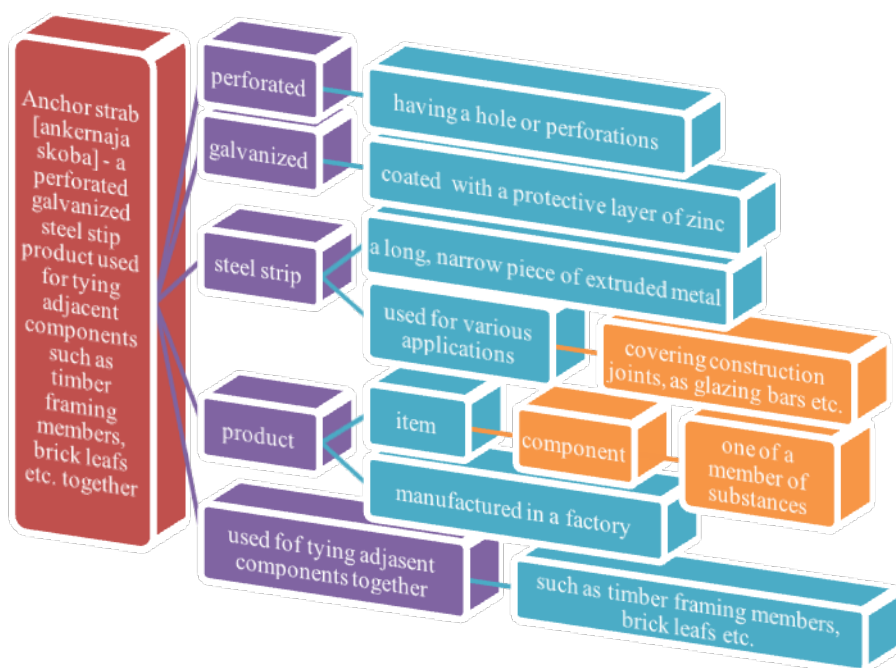 Anchor strab
[ankernaja
skoba] - a
perforated
galvanized
steel stip
product used
for tying
adjacent
components
such as
timber
framing
members,
brick leafs
etc. together
perforated
having a hole or perforations
galvanized
coated with a protective layer of zinc
steel strip
a long, narrow piece of extruded metal
used for various
applications
covering construction
joints, as glazing bars etc.
product
item
component
one of a
member of
substances
manufactured in a factory
used fof tying adjasent
components together
such as timber framing members,
brick leafs etc.